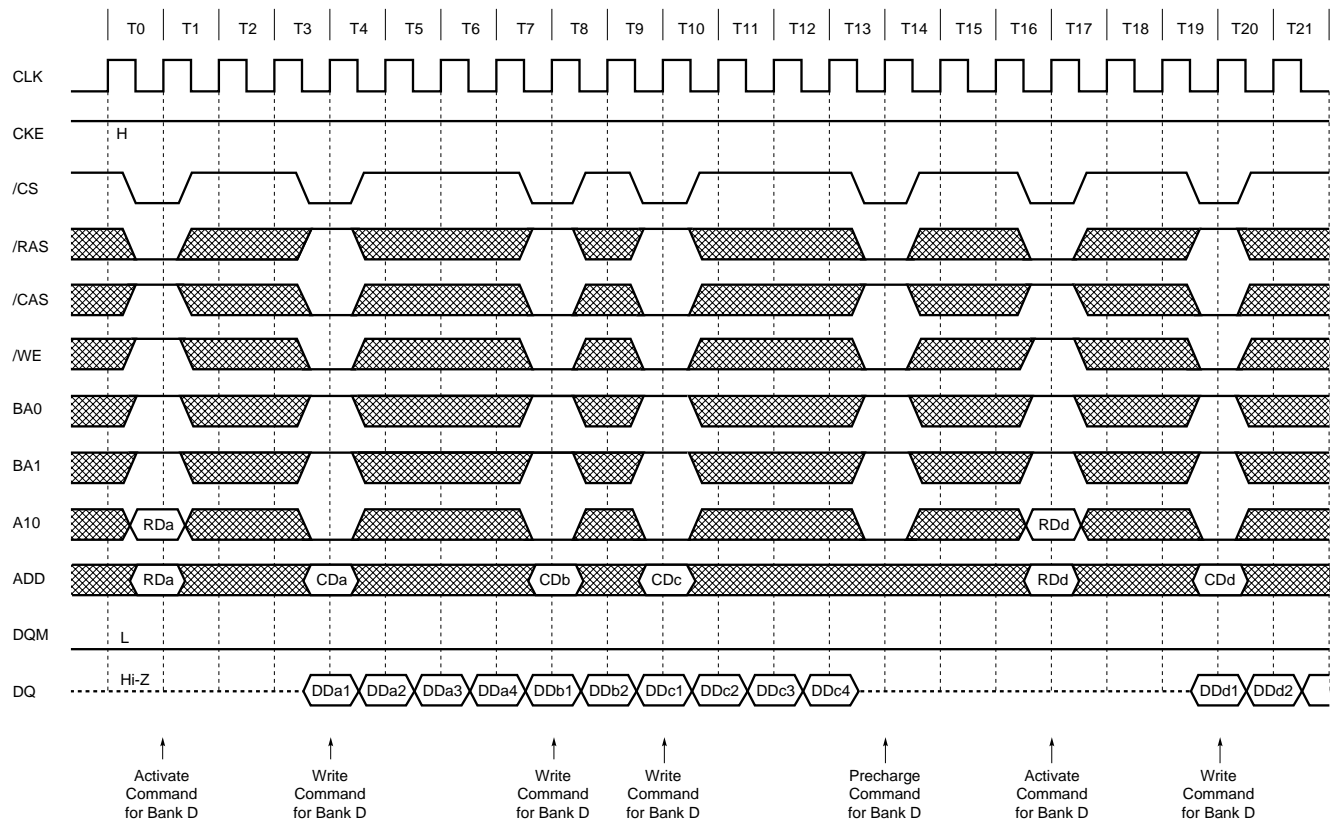 T0 T1 T2 T3 T4 T5 T6 T7 T8 T9 T10 T11 T12 T13 T14 T15 T16 T17 T18 T19 T20 T21
CLK
CKE H
/CS
/RAS
/CAS
/WE
BA0
BA1
A10 RDa RDd
ADD RDa CDa CDb CDc RDd CDd
DQM L
DQ Hi-Z DDa1 DDa2 DDa3 DDa4 DDb1 DDb2 DDc1 DDc2 DDc3 DDc4 DDd1 DDd2
Activate
Command
for Bank D
Write
Command
for Bank D
Write
Command
for Bank D
Write
Command
for Bank D
Precharge
Command
for Bank D
Activate
Command
for Bank D
Write
Command
for Bank D